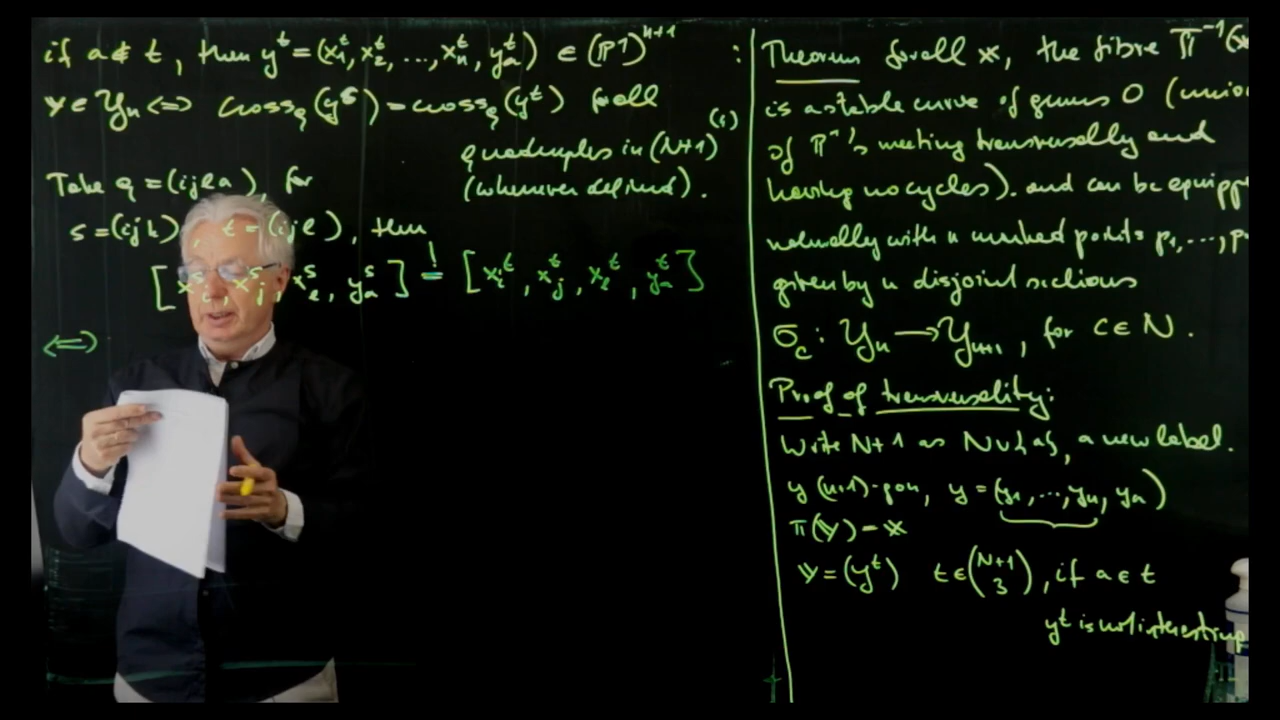 if a ∉ t, then y^t = (x_1^t, x_2^t, ..., x_n^t, y_a^t) ∈ (P^1)^{n+1} :
y ∈ Y_n <=> cross_q(y^s) = cross_q(y^t) for all
quadruples in (N+1)
(whenever defined).
Take q = (ijla), for
s = (ijk), t = (ijl), then
[x_i^s, x_j^s, x_l^s, y_a^s] =! [x_i^t, x_j^t, x_l^t, y_a^t]
<=>
Theorem for all x, the fibre π^{-1}(x
is a stable curve of genus 0 (union
of P^1's meeting transversally and
having no cycles). and can be equipp
naturally with n marked points p_1, ..., p
given by n disjoint sections
σ_c : Y_n → Y_{n+1}, for c ∈ N.
Proof of transversality:
Write N+1 as N ∪ {a}, a new label.
y (n+1)-gon, y = (y_1, ..., y_n, y_a)
π(y) = x
y = (y^t) t ∈ (N+1 3), if a ∈ t
y^t is not interesting